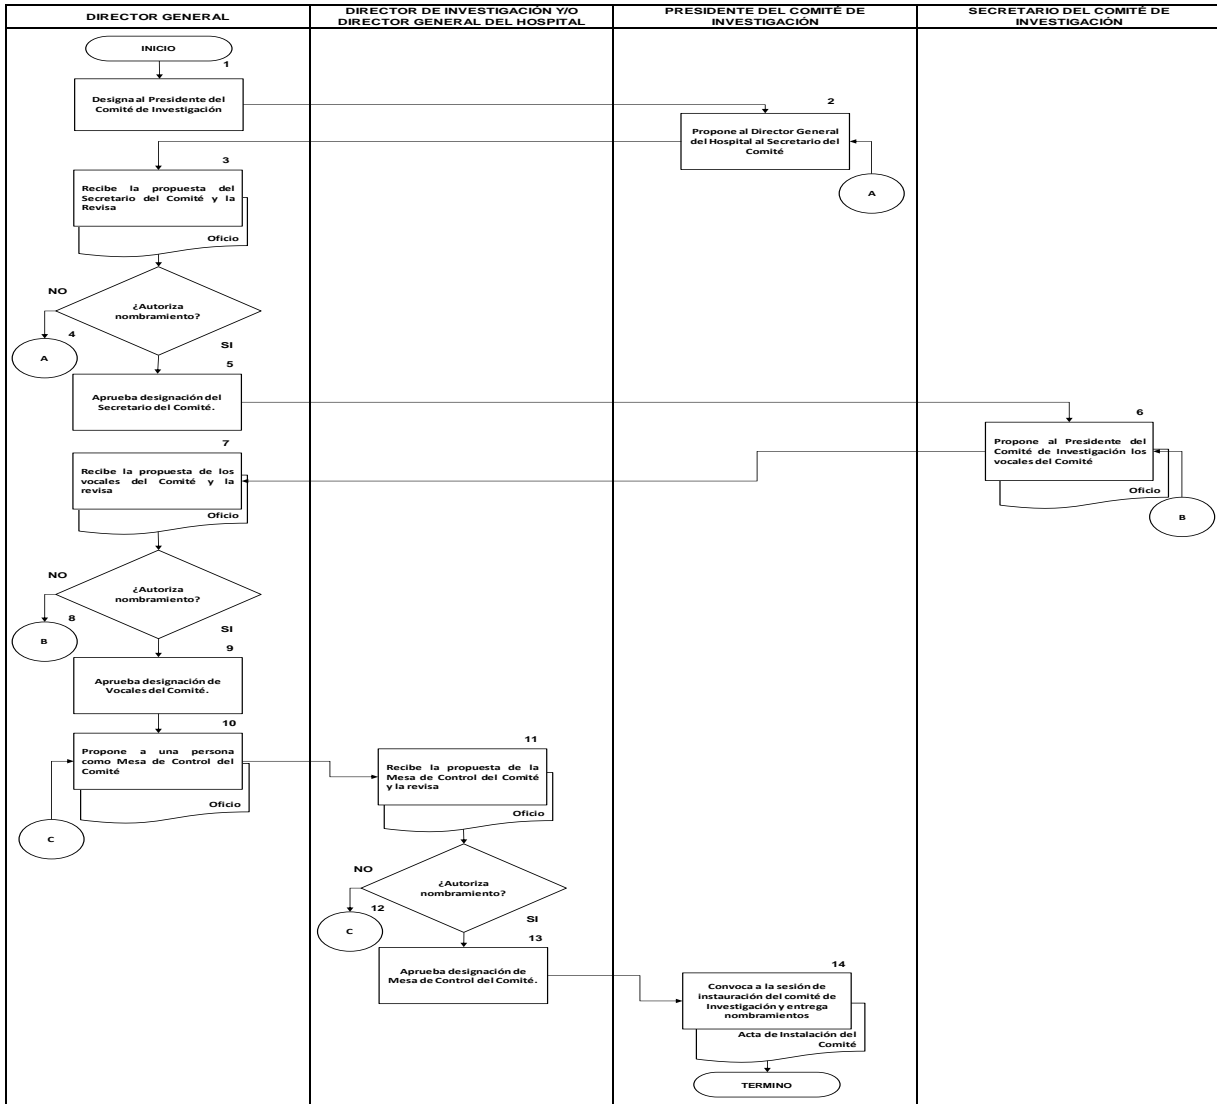 DIRECTOR GENERAL
DIRECTOR DE INVESTIGACIÓN Y/O
DIRECTOR GENERAL DEL HOSPITAL
PRESIDENTE DEL COMITÉ DE
INVESTIGACIÓN
SECRETARIO DEL COMITÉ DE
INVESTIGACIÓN
INICIO
1
Designa al Presidente del
Comité de Investigación
2
Propone al Director General
del Hospital al Secretario del
Comité
A
3
Recibe la propuesta del
Secretario del Comité y la
Revisa
Oficio
¿Autoriza
nombramiento?
NO
SI
4
A
5
Aprueba designación del
Secretario del Comité.
6
Propone al Presidente del
Comité de Investigación los
vocales del Comité
Oficio
B
7
Recibe la propuesta de los
vocales del Comité y la
revisa
Oficio
¿Autoriza
nombramiento?
NO
SI
8
B
9
Aprueba designación de
Vocales del Comité.
10
Propone a una persona
como Mesa de Control del
Comité
Oficio
C
11
Recibe la propuesta de la
Mesa de Control del Comité
y la revisa
Oficio
¿Autoriza
nombramiento?
NO
SI
12
C
13
Aprueba designación de
Mesa de Control del Comité.
14
Convoca a la sesión de
instauración del comité de
Investigación y entrega
nombramientos
Acta de Instalación del
Comité
TERMINO